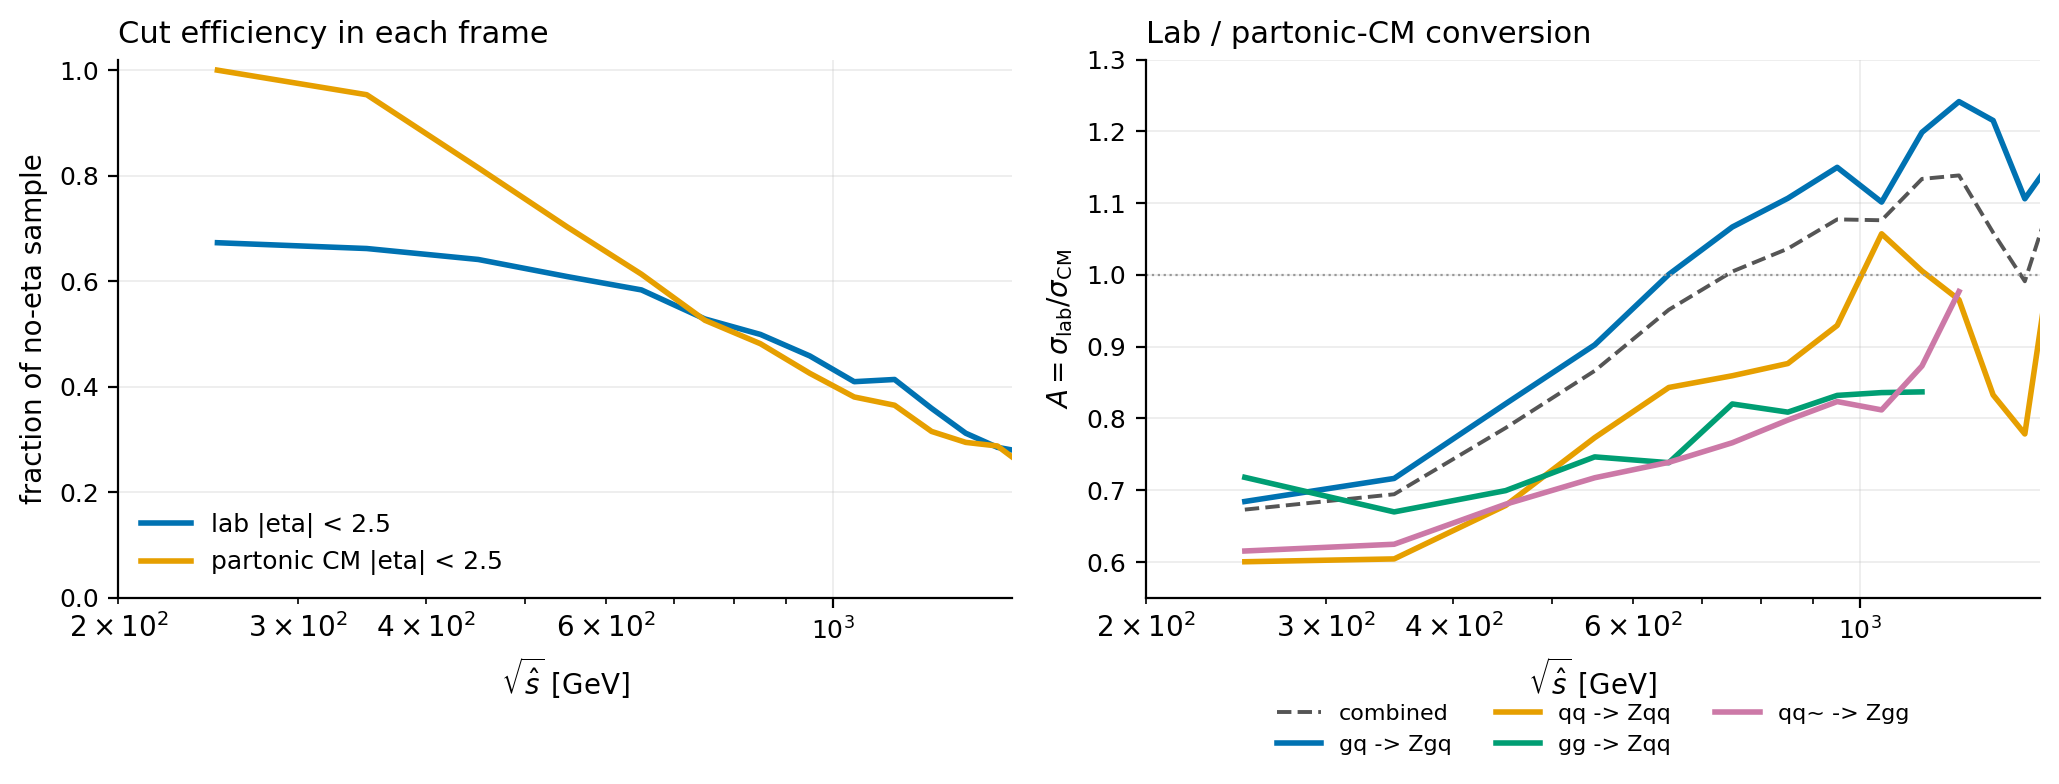 Cut efficiency in each frame
fraction of no-eta sample
1.0
0.8
0.6
0.4
0.2
0.0
2 × 10²
3 × 10²
4 × 10²
6 × 10²
10³
√ŝ [GeV]
lab |eta| < 2.5
partonic CM |eta| < 2.5
Lab / partonic-CM conversion
A = σ_lab/σ_CM
1.3
1.2
1.1
1.0
0.9
0.8
0.7
0.6
2 × 10²
3 × 10²
4 × 10²
6 × 10²
10³
√ŝ [GeV]
combined
gq -> Zgq
qq -> Zqq
gg -> Zqq
qq~ -> Zgg